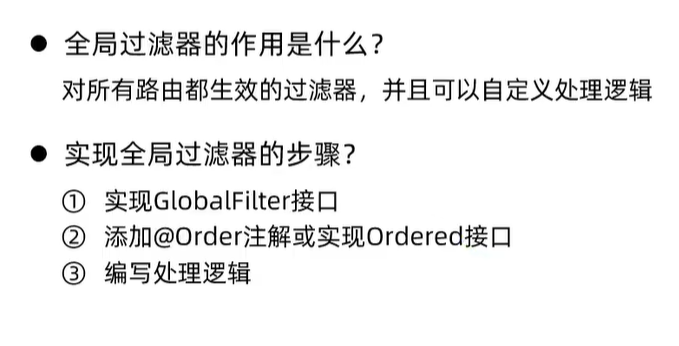 ● 全局过滤器的作用是什么？
对所有路由都生效的过滤器，并且可以自定义处理逻辑
● 实现全局过滤器的步骤？
① 实现GlobalFilter接口
② 添加@Order注解或实现Ordered接口
③ 编写处理逻辑